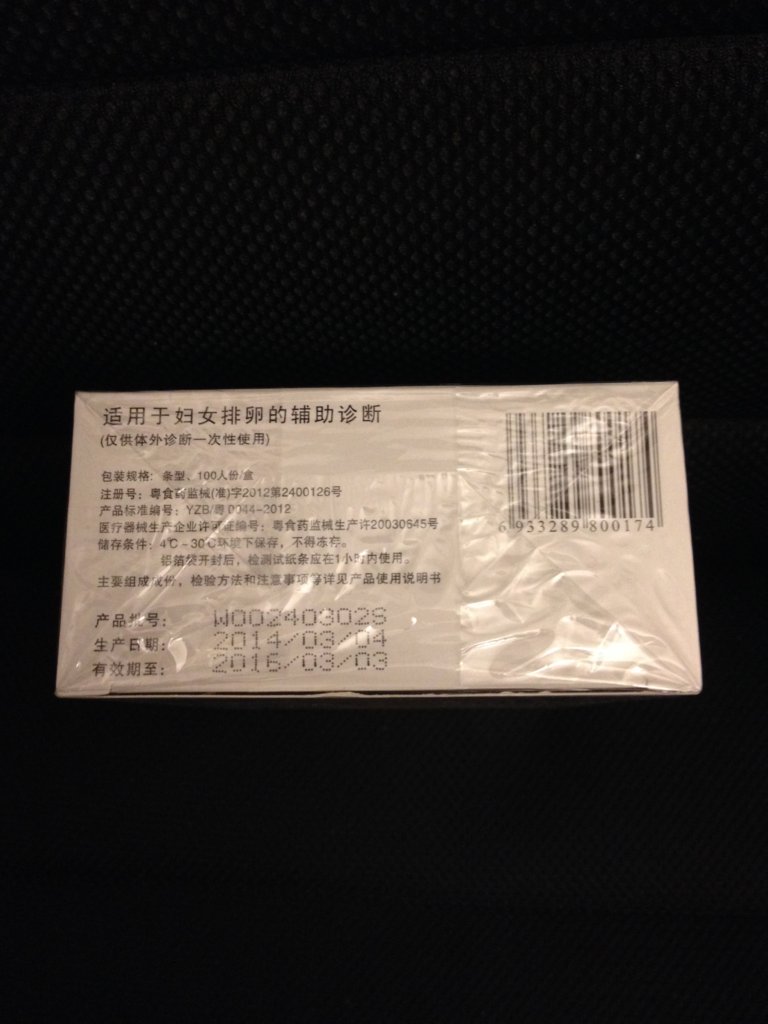 适用于妇女排卵的辅助诊断
(仅供体外诊断一次性使用)
包装规格：条型、100人份/盒
注册号：粤食药监械(准)字2012第2400126号
产品标准编号：YZB/粤 0044-2012
医疗器械生产企业许可证编号：粤食药监械生产许20030645号
储存条件：4℃-30℃环境下保存，不得冻存。
铝箔袋开封后，检测试纸条应在1小时内使用。
主要组成成份，检验方法和注意事项等详见产品使用说明书
产品批号：W00240302S
生产日期：2014/03/04
有效期至：2016/03/03
6 953289 800174